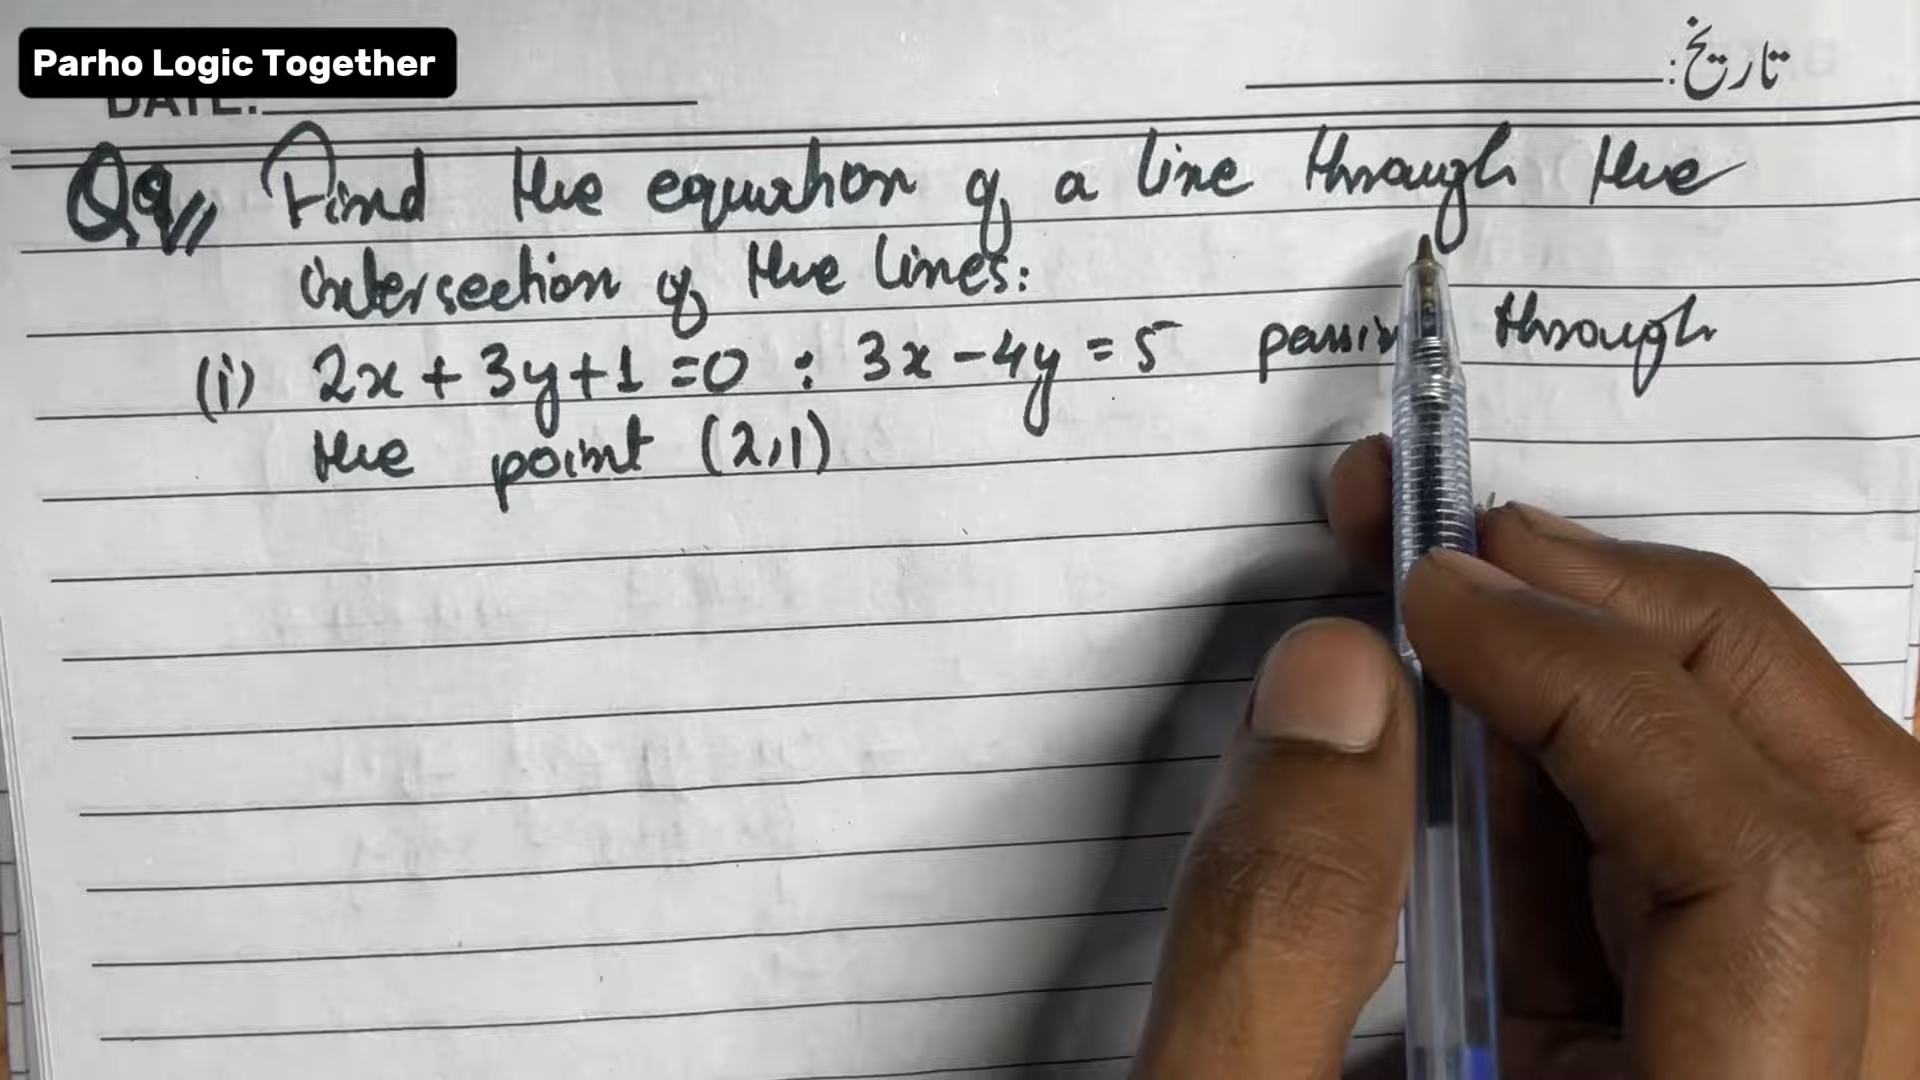 Parho Logic Together
DATE:
تاریخ:
Q9// Find the equation of a line through the
intersection of the lines:
(i) 2x + 3y + 1 = 0 : 3x - 4y = 5 through
the point (2,1)